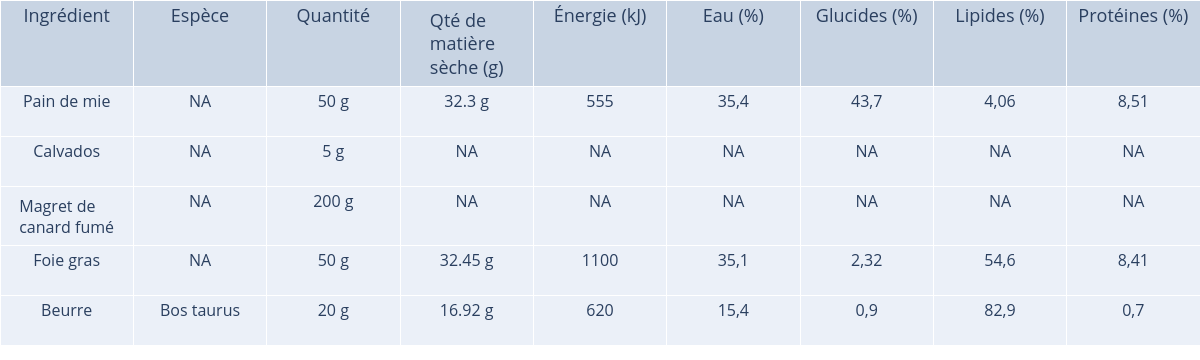 Ingrédient Espèce Quantité Qté de matière sèche (g) Énergie (kJ) Eau (%) Glucides (%) Lipides (%) Protéines (%)
Pain de mie NA 50 g 32.3 g 555 35,4 43,7 4,06 8,51
Calvados NA 5 g NA NA NA NA NA NA
Magret de canard fumé NA 200 g NA NA NA NA NA NA
Foie gras NA 50 g 32.45 g 1100 35,1 2,32 54,6 8,41
Beurre Bos taurus 20 g 16.92 g 620 15,4 0,9 82,9 0,7